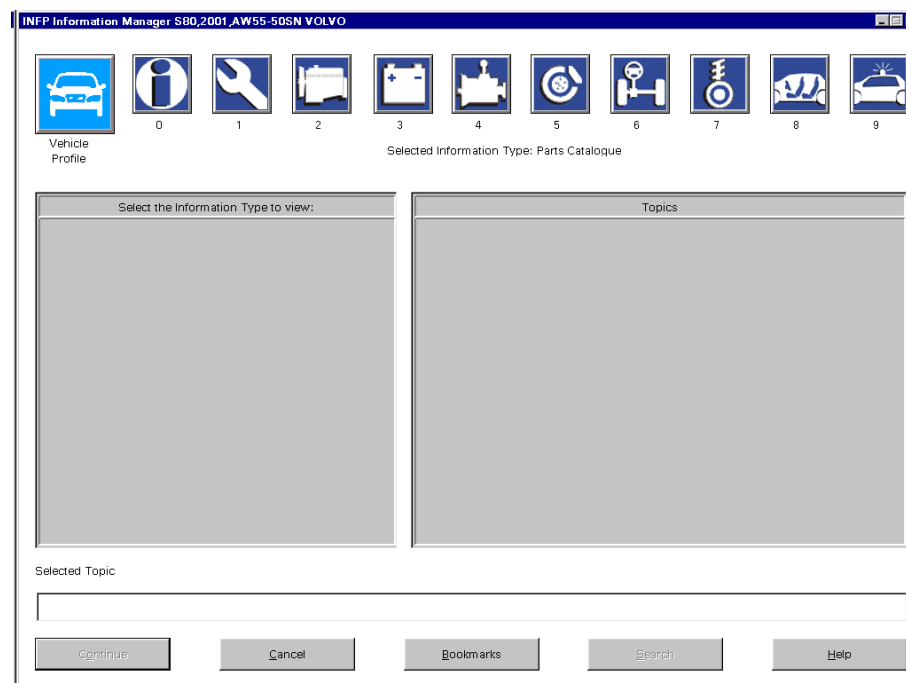 INFP Information Manager S80,2001,AW55-50SN VOLVO
0 1 2 3 4 5 6 7 8 9
Vehicle
Profile
Selected Information Type: Parts Catalogue
Select the Information Type to view:
Topics
Selected Topic
Continue
Cancel
Bookmarks
Search
Help